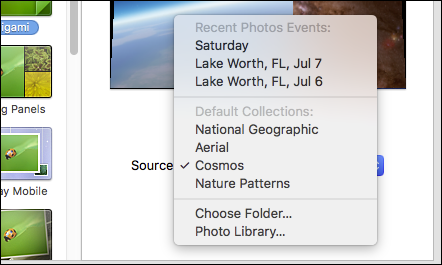 Recent Photos Events:
Saturday
Lake Worth, FL, Jul 7
Lake Worth, FL, Jul 6
Default Collections:
National Geographic
Aerial
Source ✓ Cosmos
Nature Patterns
Choose Folder...
Photo Library...
igami
g Panels
ay Mobile